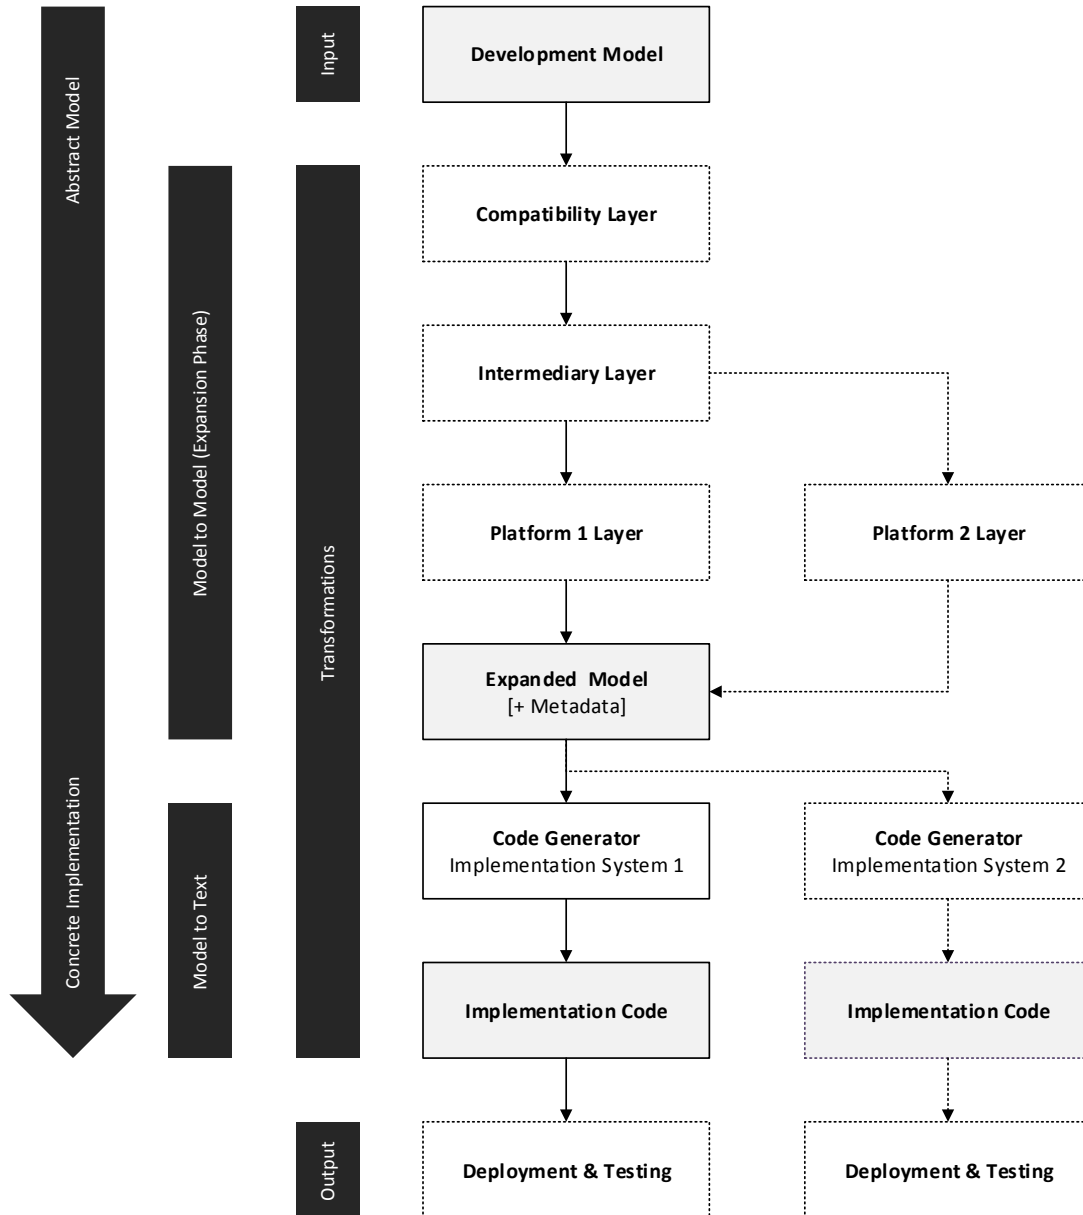 Abstract Model
Concrete Implementation
Model to Model (Expansion Phase)
Model to Text
Input
Transformations
Output
Development Model
Compatibility Layer
Intermediary Layer
Platform 1 Layer
Platform 2 Layer
Expanded Model
[+ Metadata]
Code Generator
Implementation System 1
Code Generator
Implementation System 2
Implementation Code
Implementation Code
Deployment & Testing
Deployment & Testing